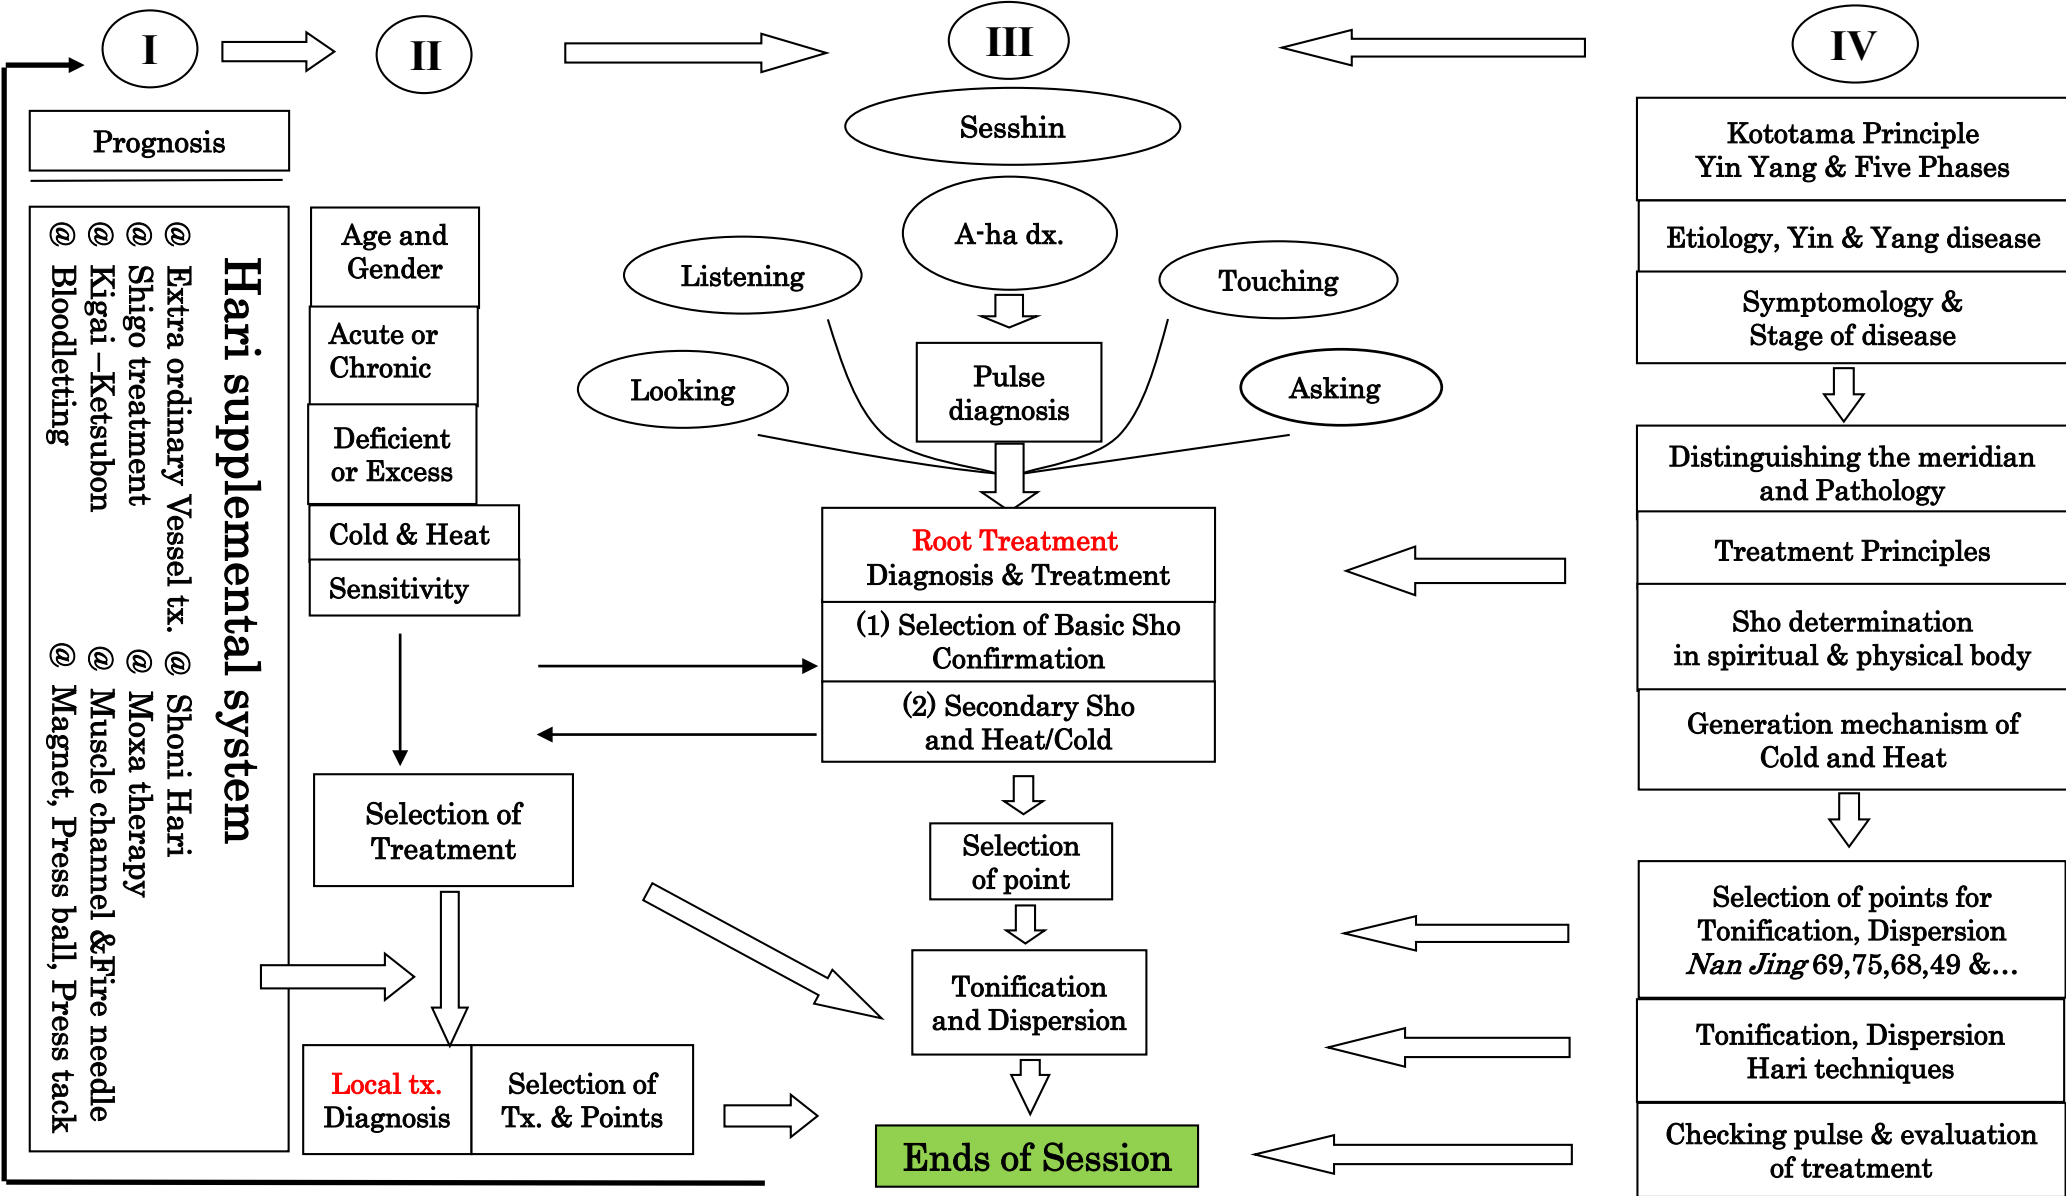 I
II
III
IV
Prognosis
Hari supplemental system
@ Extra ordinary Vessel tx. @ Shoni Hari
@ Shigo treatment @ Moxa therapy
@ Kigai –Ketsubon @ Muscle channel &Fire needle
@ Bloodletting @ Magnet, Press ball, Press tack
Age and
Gender
Acute or
Chronic
Deficient
or Excess
Cold & Heat
Sensitivity
Selection of
Treatment
Local tx.
Diagnosis
Selection of
Tx. & Points
Sesshin
A-ha dx.
Listening
Touching
Looking
Asking
Pulse
diagnosis
Root Treatment
Diagnosis & Treatment
(1) Selection of Basic Sho
Confirmation
(2) Secondary Sho
and Heat/Cold
Selection
of point
Tonification
and Dispersion
Ends of Session
Kototama Principle
Yin Yang & Five Phases
Etiology, Yin & Yang disease
Symptomology &
Stage of disease
Distinguishing the meridian
and Pathology
Treatment Principles
Sho determination
in spiritual & physical body
Generation mechanism of
Cold and Heat
Selection of points for
Tonification, Dispersion
Nan Jing 69,75,68,49 &...
Tonification, Dispersion
Hari techniques
Checking pulse & evaluation
of treatment